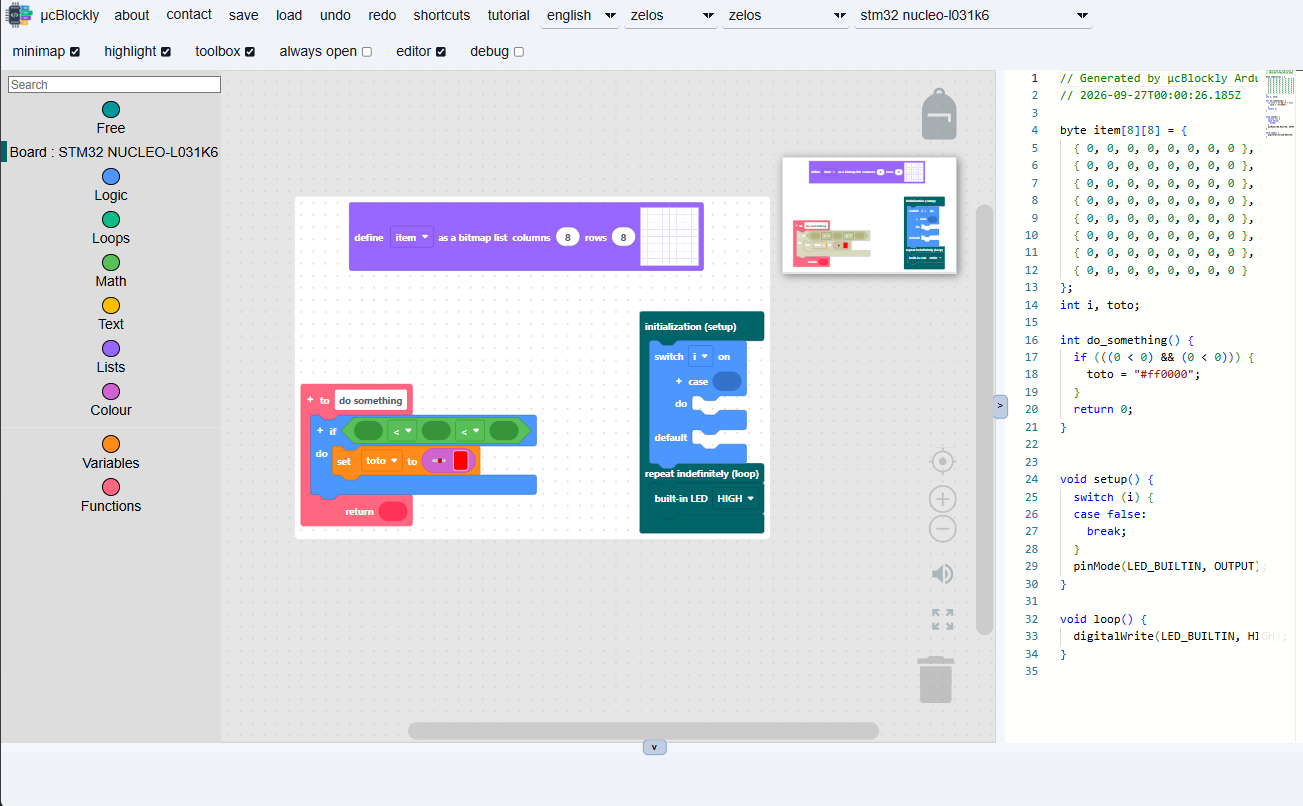 µcBlockly about contact save load undo redo shortcuts tutorial english zelos zelos stm32 nucleo-l031k6
minimap highlight toolbox always open editor debug
Search
Free
Board : STM32 NUCLEO-L031K6
Logic
Loops
Math
Text
Lists
Colour
Variables
Functions
define item as a bitmap list columns 8 rows 8
initialization (setup)
switch i on
+ case
do
default
repeat indefinitely (loop)
built-in LED HIGH
+ to do something
+ if < <
do set toto to
return
>
v
1 // Generated by µcBlockly Ardu
2 // 2026-09-27T00:00:26.185Z
3
4 byte item[8][8] = {
5 { 0, 0, 0, 0, 0, 0, 0, 0 },
6 { 0, 0, 0, 0, 0, 0, 0, 0 },
7 { 0, 0, 0, 0, 0, 0, 0, 0 },
8 { 0, 0, 0, 0, 0, 0, 0, 0 },
9 { 0, 0, 0, 0, 0, 0, 0, 0 },
10 { 0, 0, 0, 0, 0, 0, 0, 0 },
11 { 0, 0, 0, 0, 0, 0, 0, 0 },
12 { 0, 0, 0, 0, 0, 0, 0, 0 }
13 };
14 int i, toto;
15
16 int do_something() {
17 if (((0 < 0) && (0 < 0))) {
18 toto = "#ff0000";
19 }
20 return 0;
21 }
22
23
24 void setup() {
25 switch (i) {
26 case false:
27 break;
28 }
29 pinMode(LED_BUILTIN, OUTPUT);
30 }
31
32 void loop() {
33 digitalWrite(LED_BUILTIN, HIGH);
34 }
35